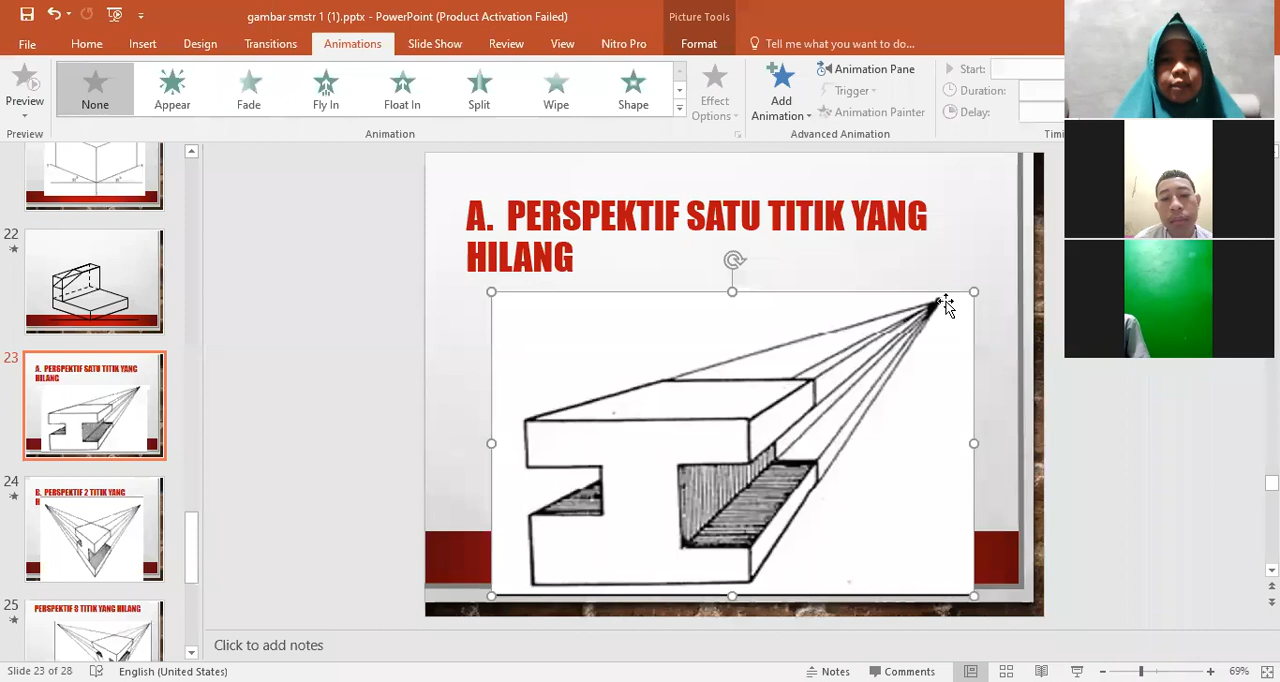 gambar smstr 1 (1).pptx - PowerPoint (Product Activation Failed)
Picture Tools
File
Home
Insert
Design
Transitions
Animations
Slide Show
Review
View
Nitro Pro
Format
Tell me what you want to do...
Preview
None
Appear
Fade
Fly In
Float In
Split
Wipe
Shape
Effect
Options
Add
Animation
Animation Pane
Trigger
Animation Painter
Start:
Duration:
Delay:
Preview
Animation
Advanced Animation
Timi
22
23
A. PERSPEKTIF SATU TITIK YANG
HILANG
24
B. PERSPEKTIF 2 TITIK YANG
H
25
PERSPEKTIF 8 TITIK YANG HILANG
A. PERSPEKTIF SATU TITIK YANG
HILANG
Click to add notes
Slide 23 of 28
English (United States)
Notes
Comments
69%